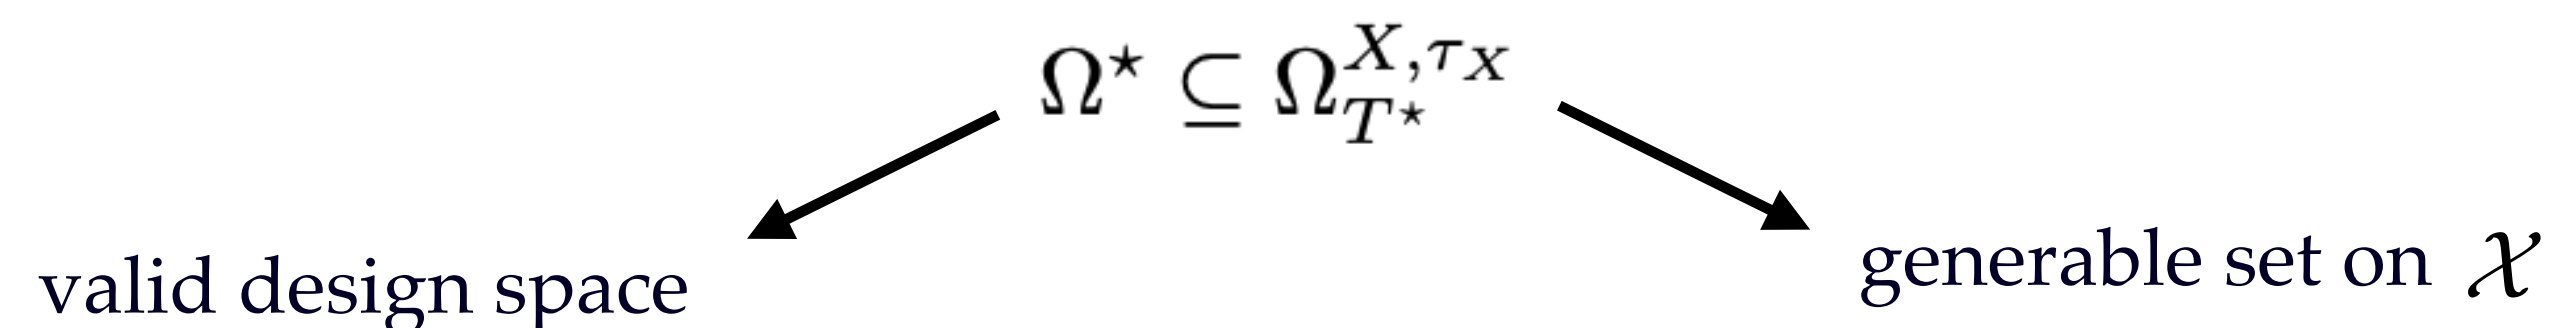 Ω⋆ ⊆ Ω_{T⋆}^{X,τ_X}
valid design space
generable set on 𝒳